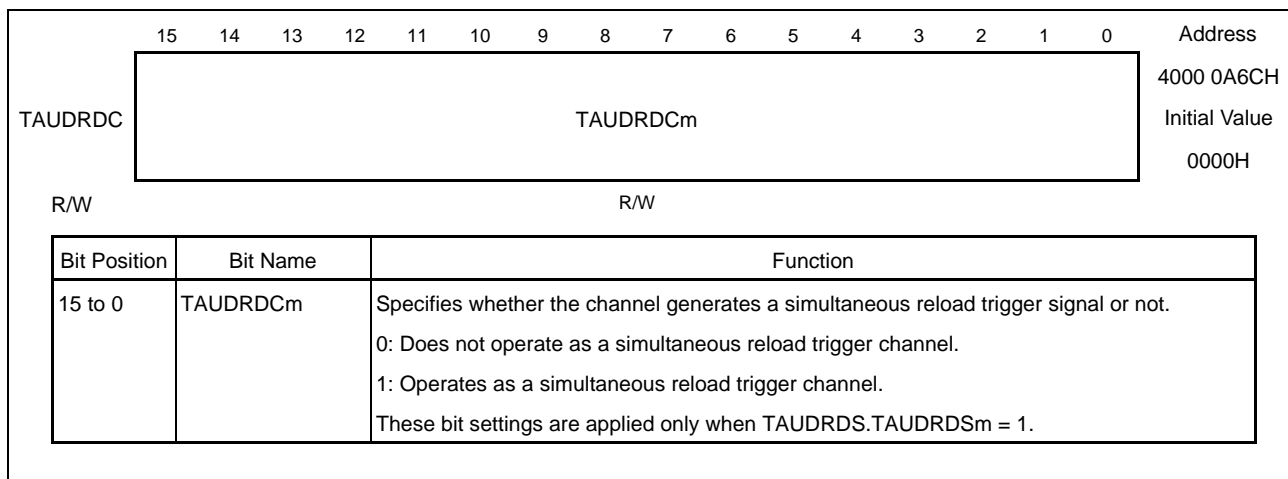 15 14 13 12 11 10 9 8 7 6 5 4 3 2 1 0 Address
4000 0A6CH
TAUDRDC TAUDRDCm Initial Value
0000H
R/W R/W
Bit Position Bit Name Function
15 to 0 TAUDRDCm Specifies whether the channel generates a simultaneous reload trigger signal or not.
0: Does not operate as a simultaneous reload trigger channel.
1: Operates as a simultaneous reload trigger channel.
These bit settings are applied only when TAUDRDS.TAUDRDSm = 1.